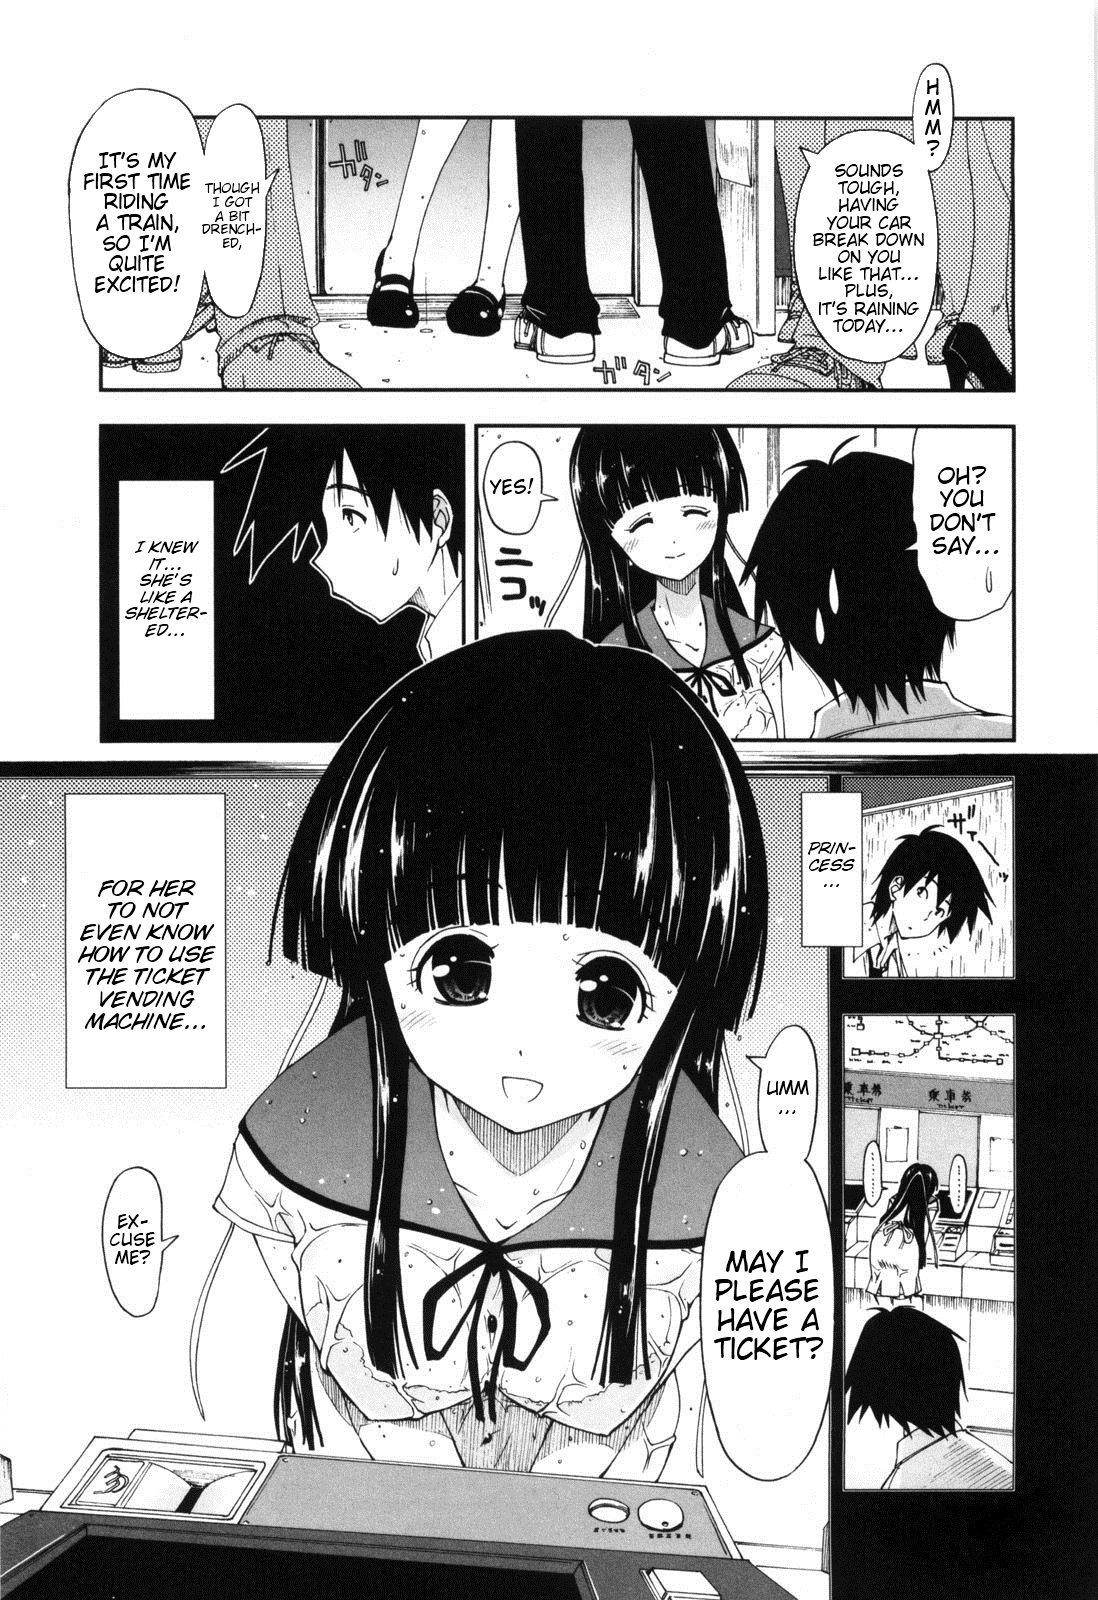 HMM?
SOUNDS
TOUGH,
HAVING
YOUR CAR
BREAK DOWN
ON YOU
LIKE THAT...
PLUS,
IT'S RAINING
TODAY...
ガタン
ガタン
THOUGH
I GOT
A BIT
DRENCH-
ED,
IT'S MY
FIRST TIME
RIDING
A TRAIN,
SO I'M
QUITE
EXCITED!
OH?
YOU
DON'T
SAY...
YES!
ニコッ
I KNEW
IT...
SHE'S
LIKE A
SHELTER-
ED...
PRIN-
CESS
...
ザァ
乗車券
TICKET
乗車券
TICKET
........
........
FOR HER
TO NOT
EVEN KNOW
HOW TO USE
THE TICKET
VENDING
MACHINE...
UMM
...
MAY I
PLEASE
HAVE A
TICKET?
EX-
CUSE
ME?